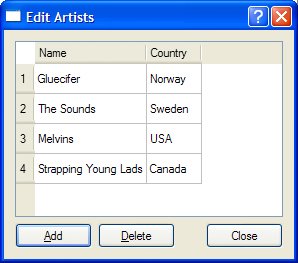 Edit Artists
Name Country
1 Gluecifer Norway
2 The Sounds Sweden
3 Melvins USA
4 Strapping Young Lads Canada
Add Delete Close